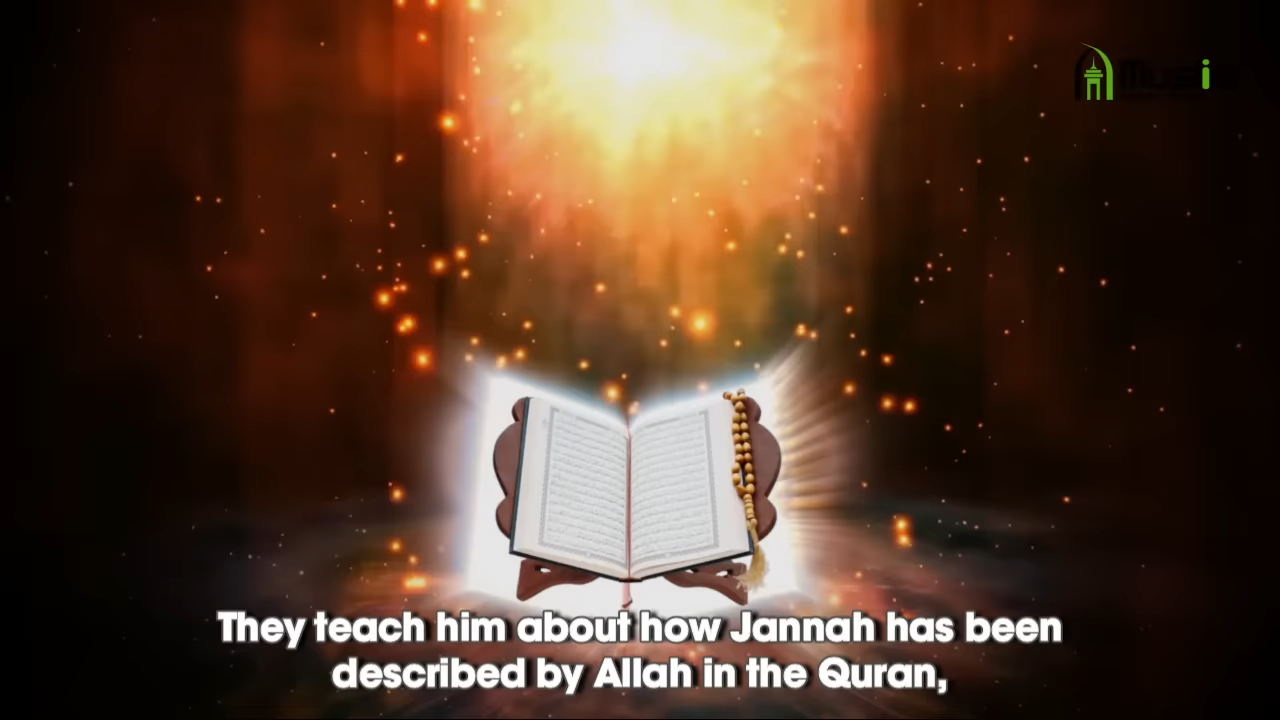 They teach him about how Jannah has been
described by Allah in the Quran,